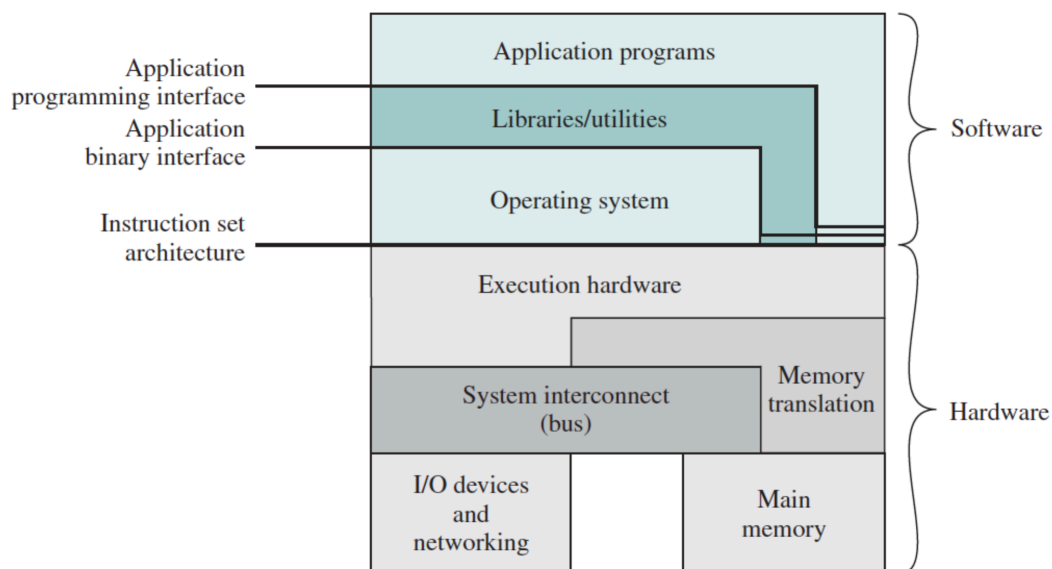 Application programs
Application
programming interface
Libraries/utilities
Application
binary interface
Software
Operating system
Instruction set
architecture
Execution hardware
Memory
translation
System interconnect
(bus)
Hardware
I/O devices
and
networking
Main
memory